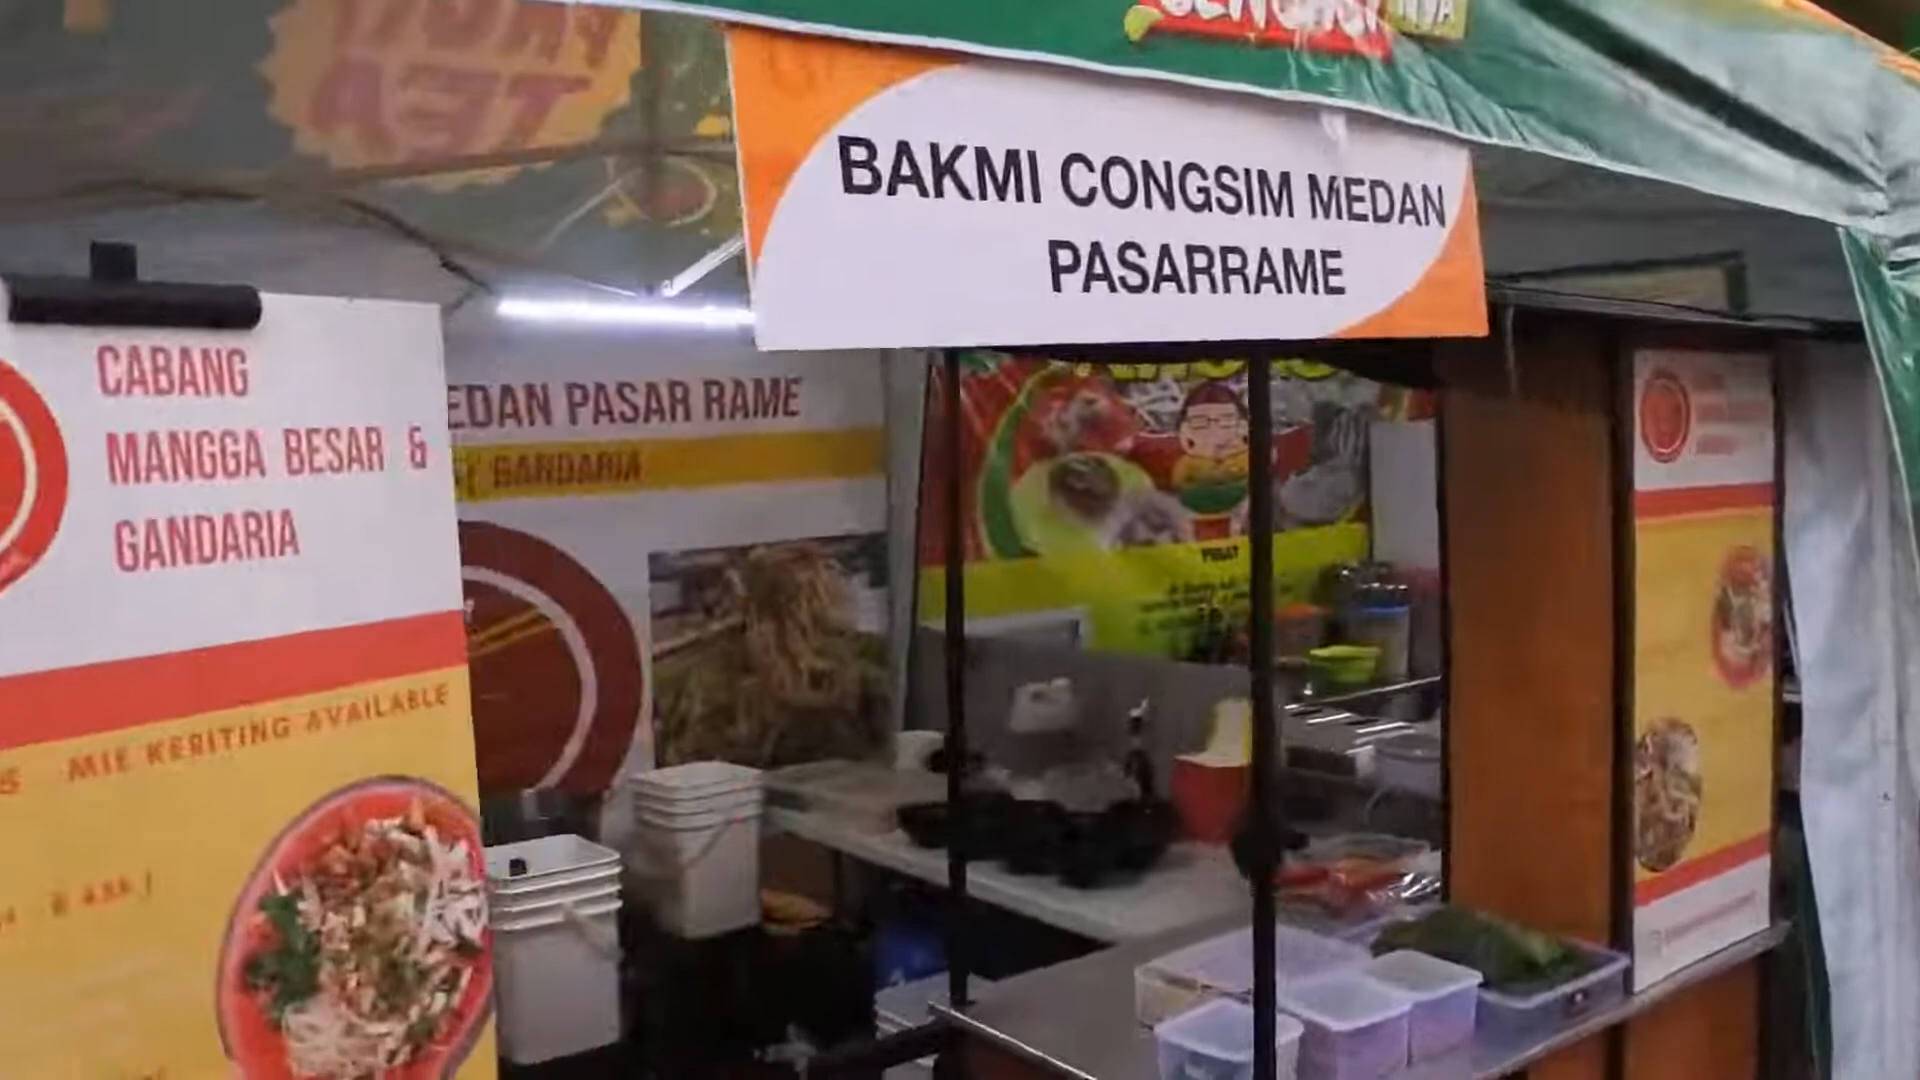 BAKMI CONGSIM MEDAN
PASARRAME
CABANG
MANGGA BESAR &
GANDARIA
MIE KERITING AVAILABLE
EDAN PASAR RAME
GANDARIA